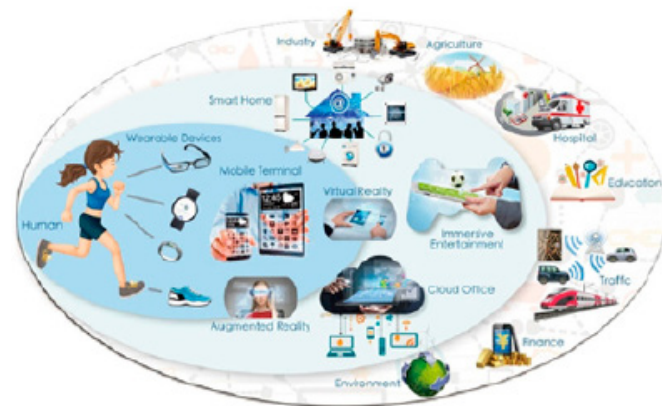 Industry
Agriculture
Smart Home
Hospital
Wearable Devices
Mobile Terminal
Virtual Reality
Education
Human
Immersive
Entertainment
Traffic
Cloud Office
Augmented Reality
Finance
Environment